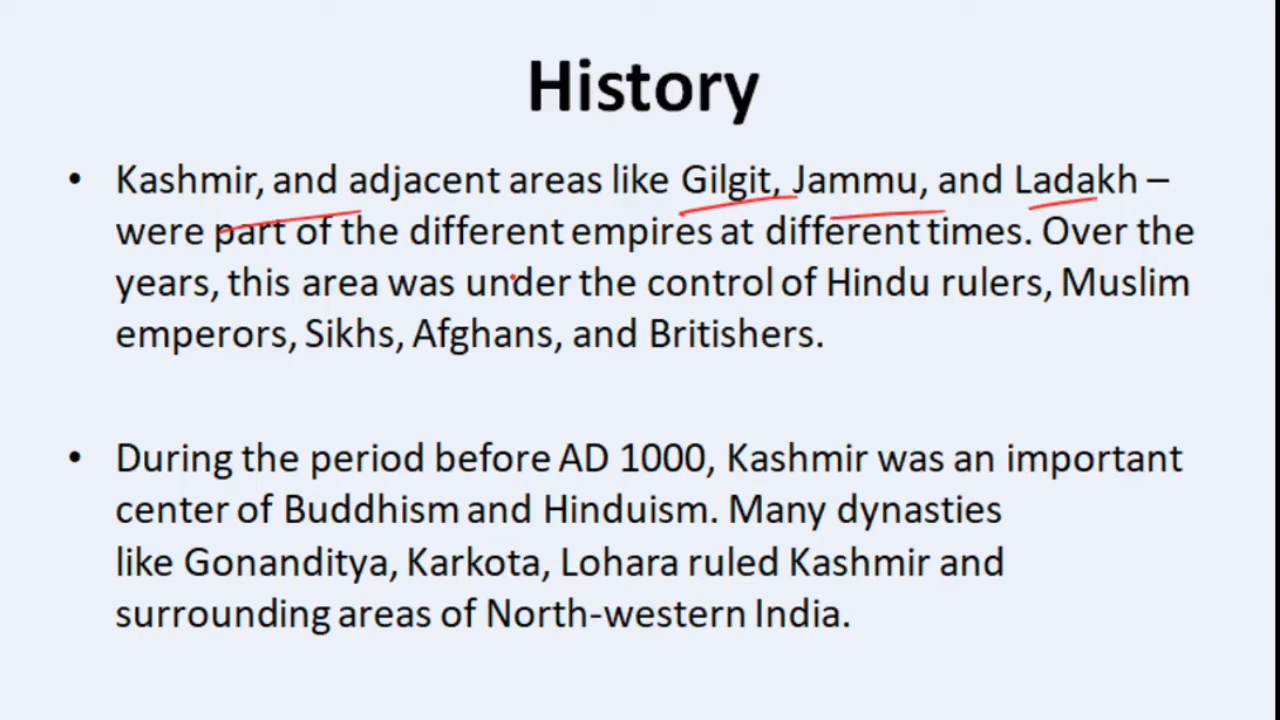 History
• Kashmir, and adjacent areas like Gilgit, Jammu, and Ladakh –
were part of the different empires at different times. Over the
years, this area was under the control of Hindu rulers, Muslim
emperors, Sikhs, Afghans, and Britishers.
• During the period before AD 1000, Kashmir was an important
center of Buddhism and Hinduism. Many dynasties
like Gonanditya, Karkota, Lohara ruled Kashmir and
surrounding areas of North-western India.